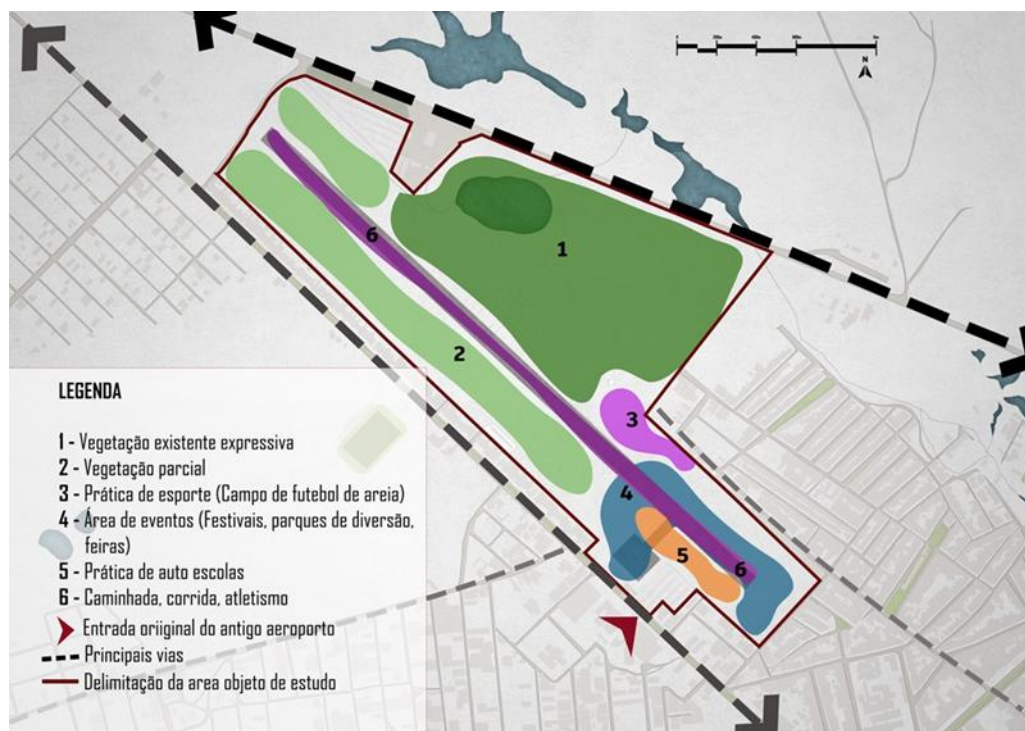 N
6
1
2
3
4
5
6
LEGENDA
1 - Vegetação existente expressiva
2 - Vegetação parcial
3 - Prática de esporte (Campo de futebol de areia)
4 - Área de eventos (Festivais, parques de diversão,
feiras)
5 - Prática de auto escolas
6 - Caminhada, corrida, atletismo
Entrada oriiginal do antigo aeroporto
Principais vias
Delimitação da area objeto de estudo